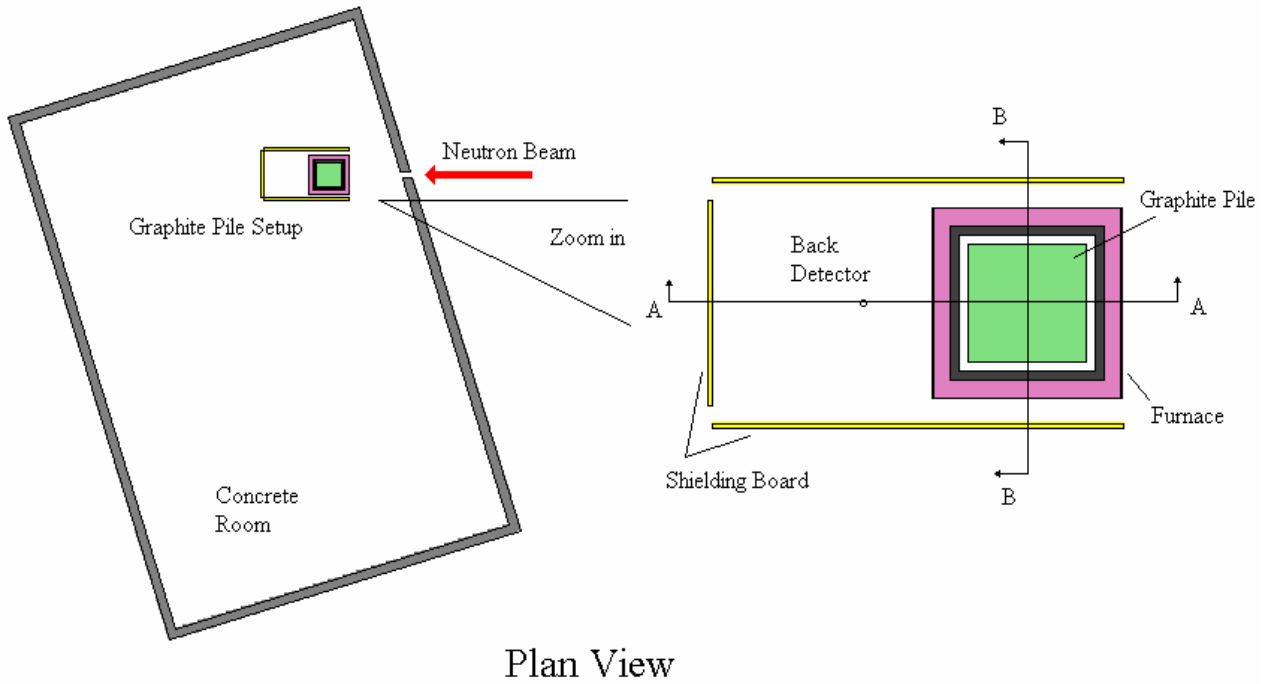 Neutron Beam
Graphite Pile Setup
Zoom in
Concrete
Room
B
Graphite Pile
Back
Detector
A
A
Furnace
Shielding Board
B
Plan View